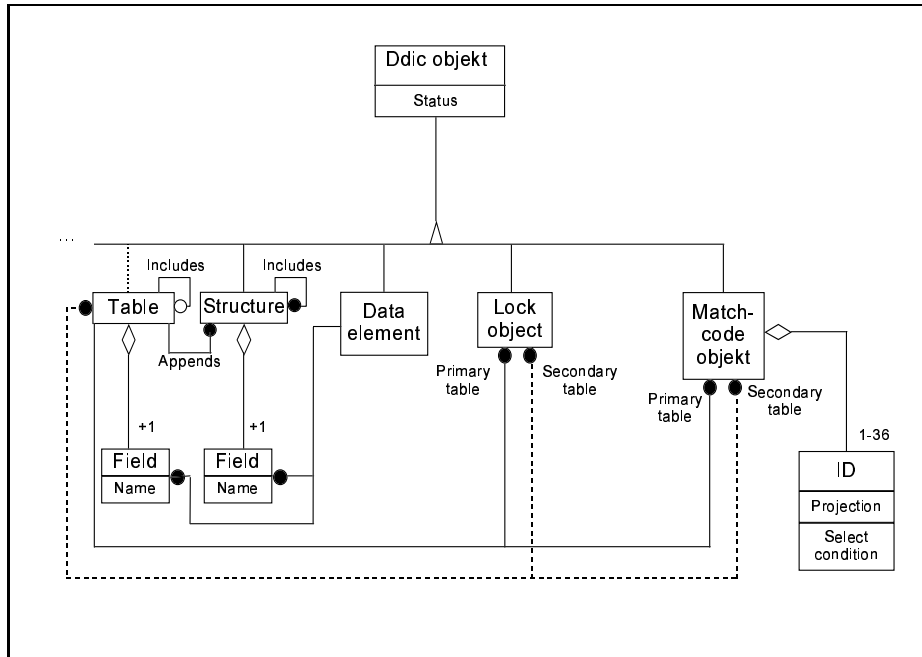 Ddic objekt
Status
...
Includes
Includes
Table
Structure
Data
element
Lock
object
Match-
code
objekt
Appends
Primary
table
Secondary
table
Primary
table
Secondary
table
+1
+1
1-36
Field
Name
Field
Name
ID
Projection
Select
condition